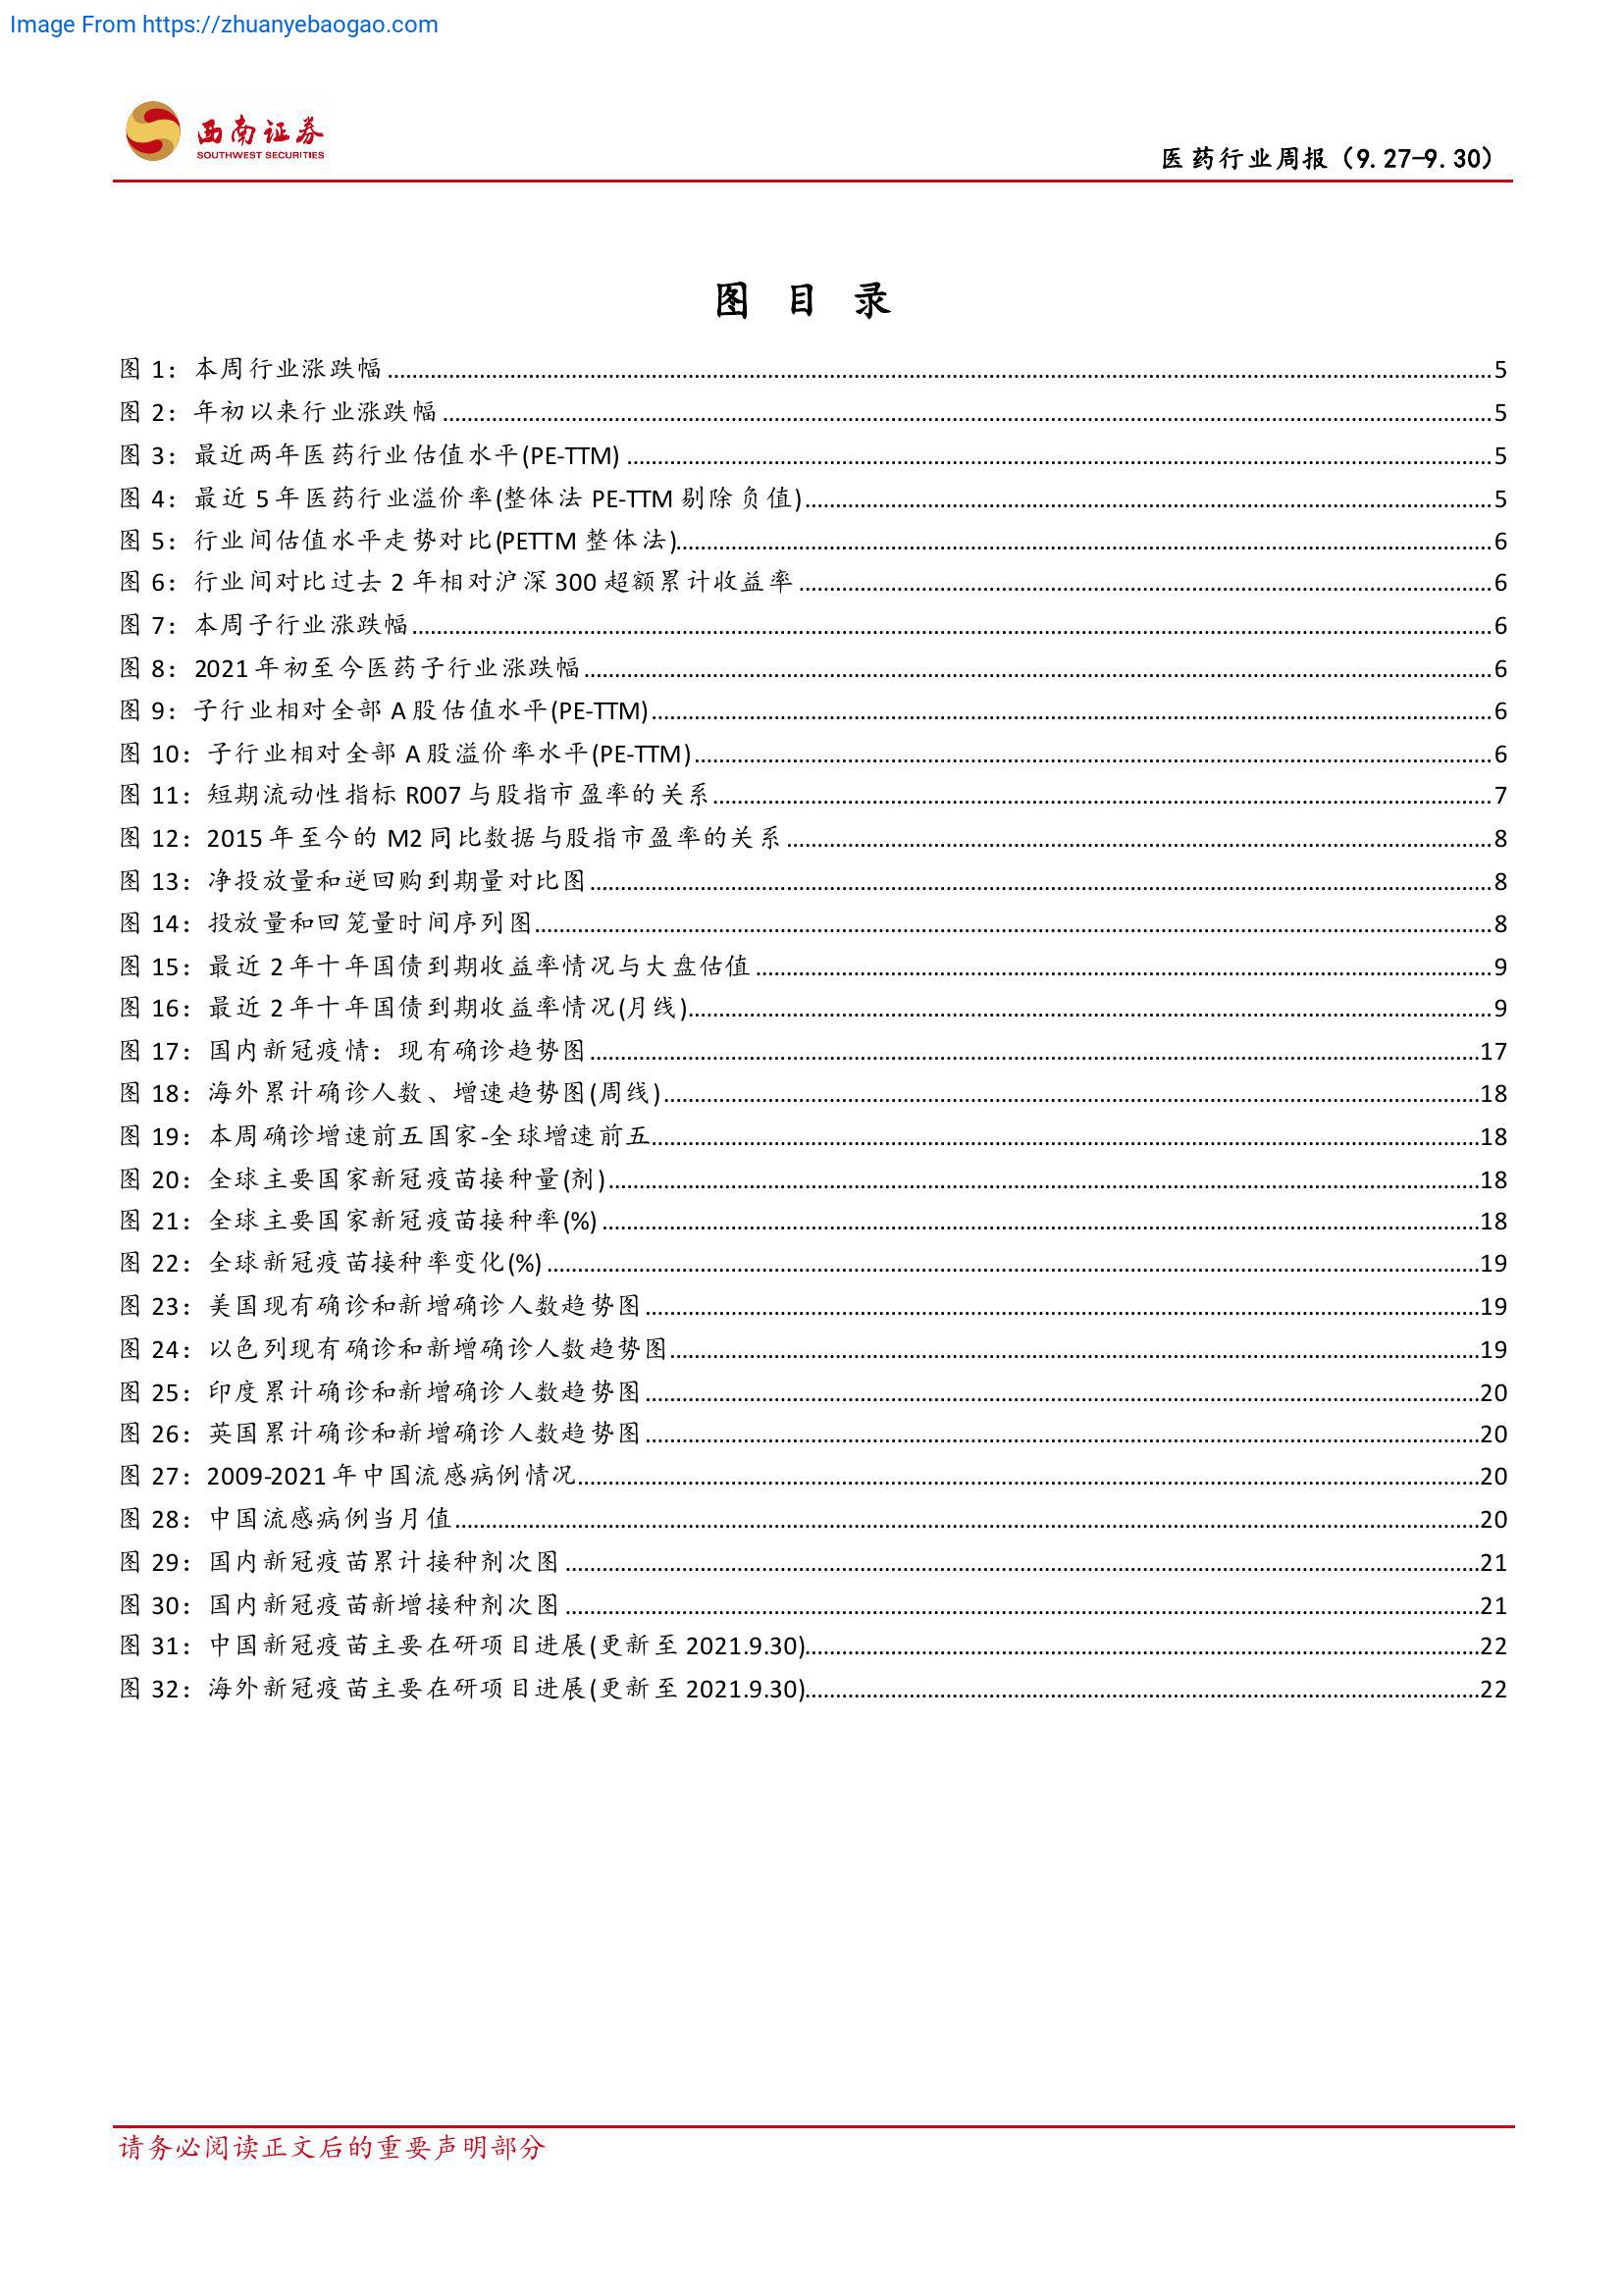 Image From https://zhuanyebaogao.com
西南证券
SOUTHWEST SECURITIES
医药行业周报（9.27-9.30）
图 目 录
图 1：本周行业涨跌幅........5
图 2：年初以来行业涨跌幅........5
图 3：最近两年医药行业估值水平(PE-TTM)........5
图 4：最近 5 年医药行业溢价率(整体法 PE-TTM 剔除负值)........5
图 5：行业间估值水平走势对比(PETTM 整体法)........6
图 6：行业间对比过去 2 年相对沪深 300 超额累计收益率........6
图 7：本周子行业涨跌幅........6
图 8：2021 年初至今医药子行业涨跌幅........6
图 9：子行业相对全部 A 股估值水平(PE-TTM)........6
图 10：子行业相对全部 A 股溢价率水平(PE-TTM)........6
图 11：短期流动性指标 R007 与股指市盈率的关系........7
图 12：2015 年至今的 M2 同比数据与股指市盈率的关系........8
图 13：净投放量和逆回购到期量对比图........8
图 14：投放量和回笼量时间序列图........8
图 15：最近 2 年十年国债到期收益率情况与大盘估值........9
图 16：最近 2 年十年国债到期收益率情况(月线)........9
图 17：国内新冠疫情：现有确诊趋势图........17
图 18：海外累计确诊人数、增速趋势图(周线)........18
图 19：本周确诊增速前五国家-全球增速前五........18
图 20：全球主要国家新冠疫苗接种量(剂)........18
图 21：全球主要国家新冠疫苗接种率(%)........18
图 22：全球新冠疫苗接种率变化(%)........19
图 23：美国现有确诊和新增确诊人数趋势图........19
图 24：以色列现有确诊和新增确诊人数趋势图........19
图 25：印度累计确诊和新增确诊人数趋势图........20
图 26：英国累计确诊和新增确诊人数趋势图........20
图 27：2009-2021 年中国流感病例情况........20
图 28：中国流感病例当月值........20
图 29：国内新冠疫苗累计接种剂次图........21
图 30：国内新冠疫苗新增接种剂次图........21
图 31：中国新冠疫苗主要在研项目进展(更新至 2021.9.30)........22
图 32：海外新冠疫苗主要在研项目进展(更新至 2021.9.30)........22
请务必阅读正文后的重要声明部分